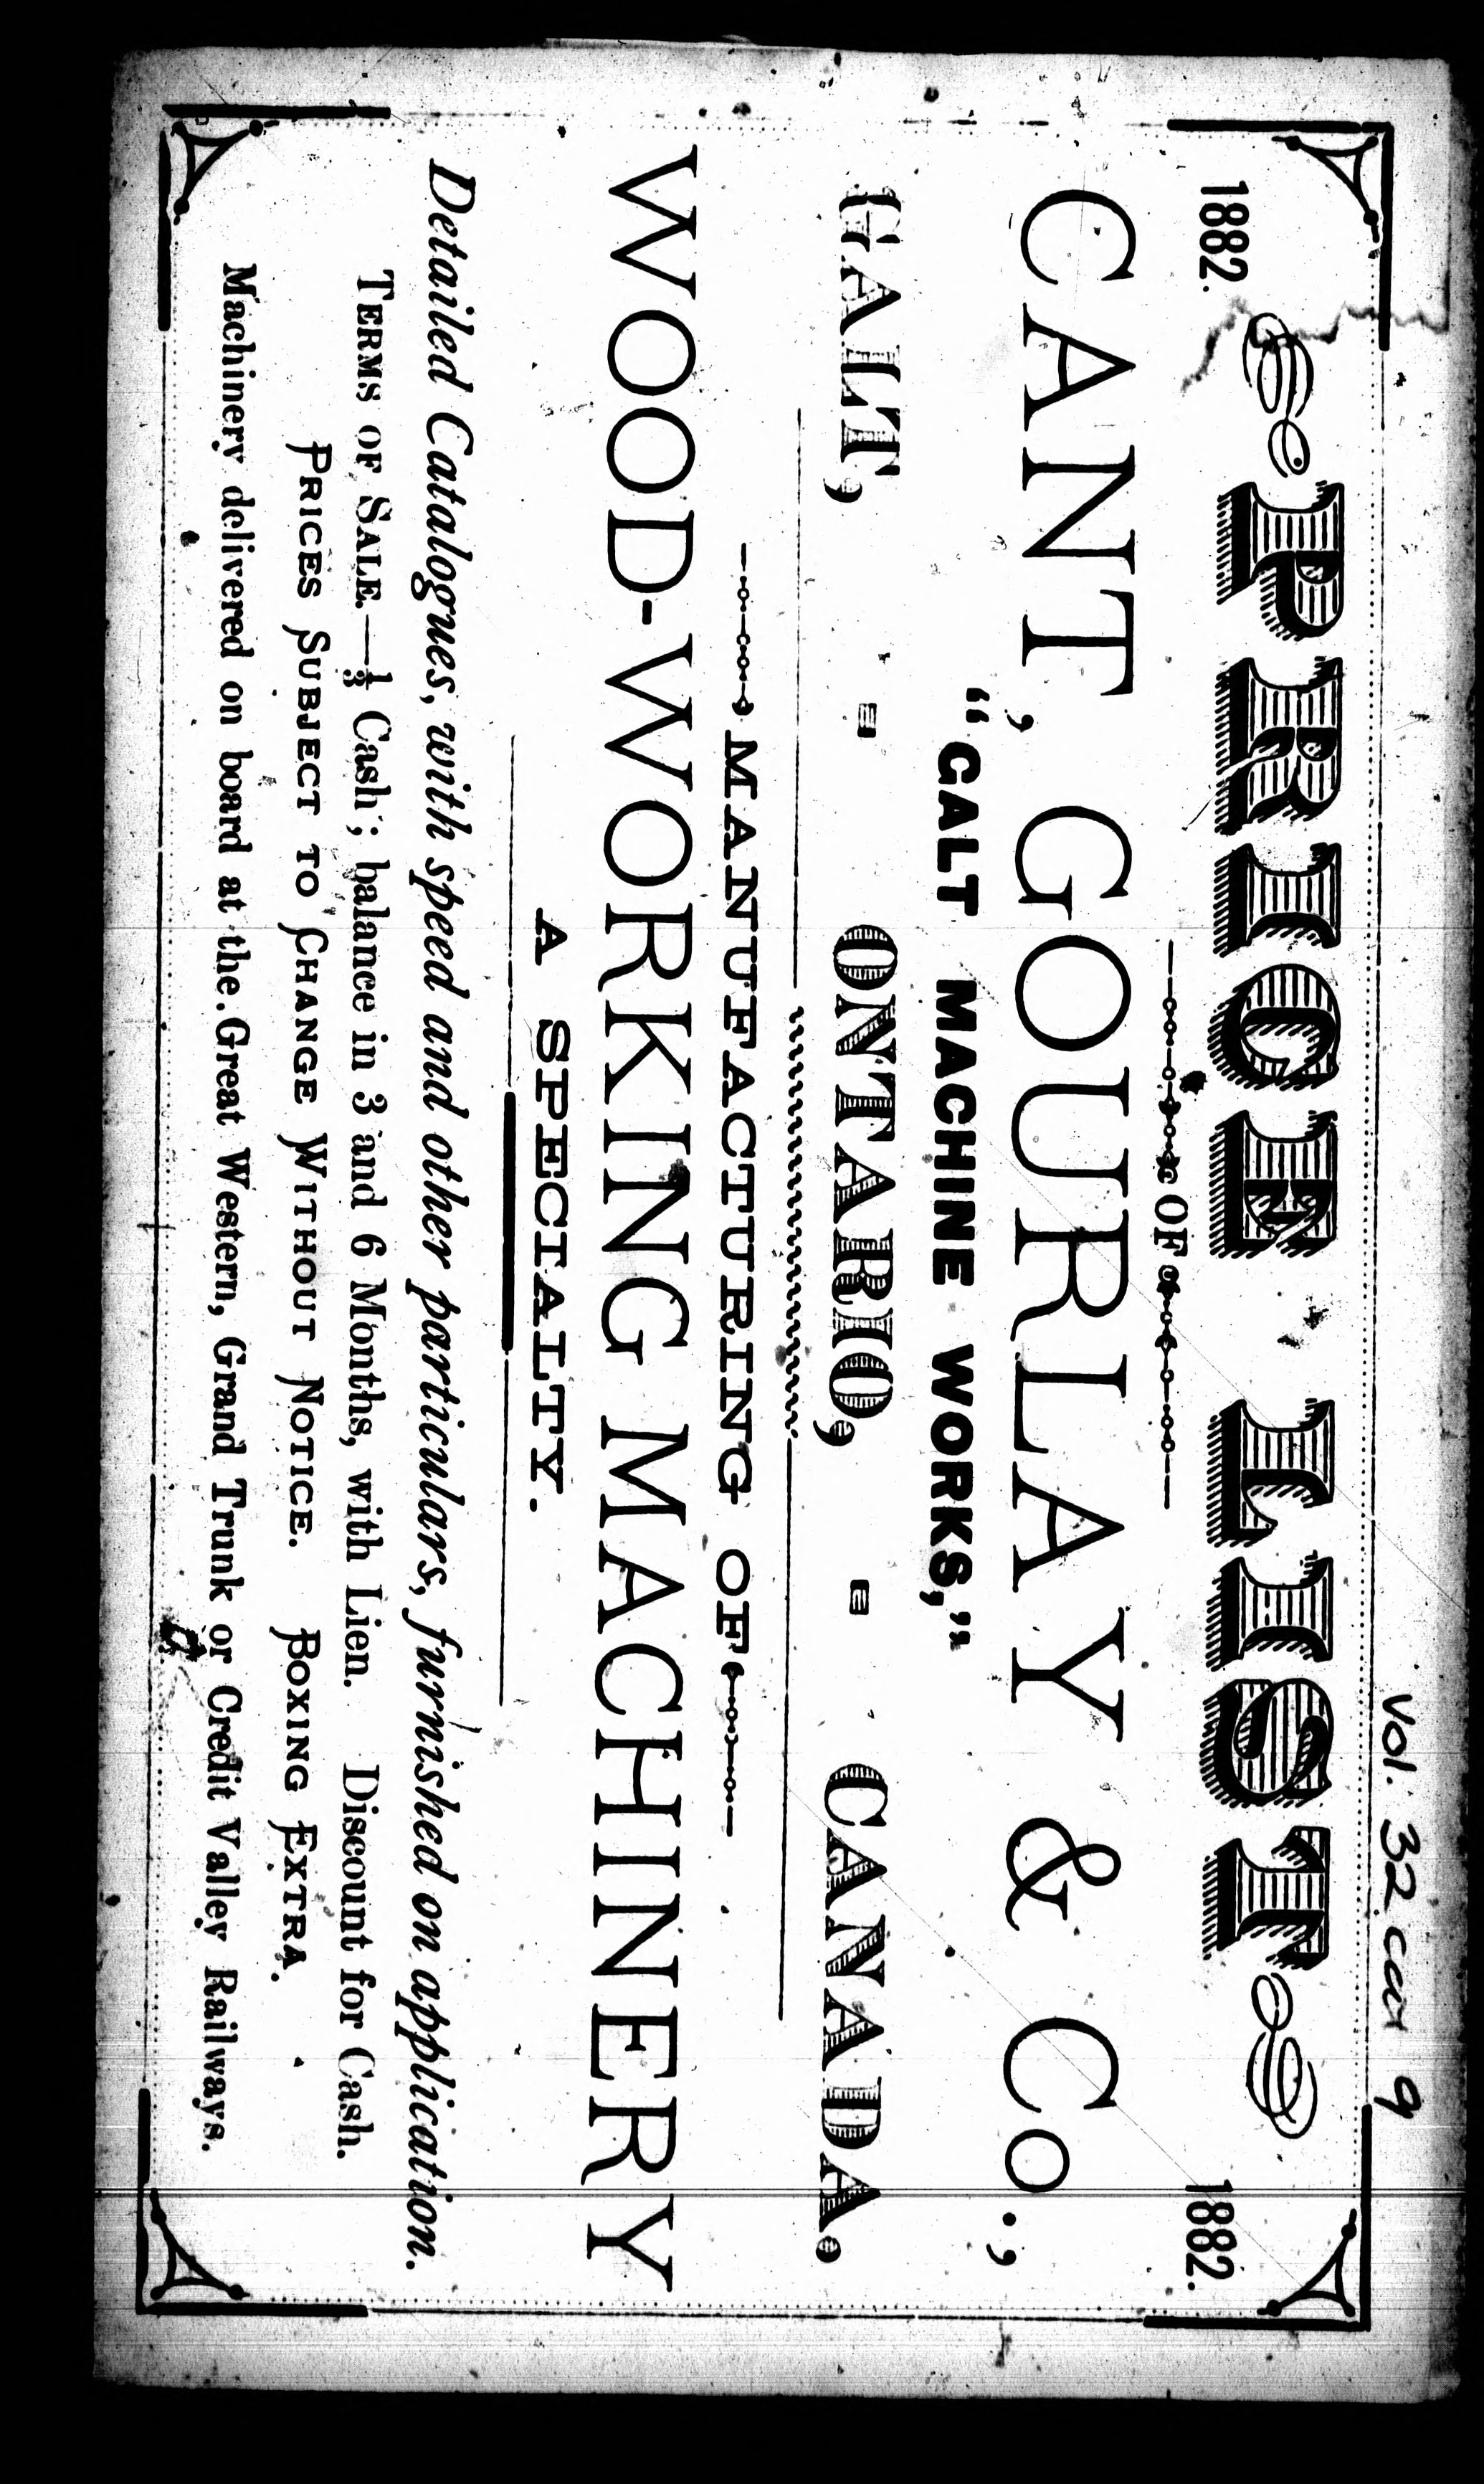 Vol. 32
1882. PRICE LIST 1882.
OF
CANT, GOURLAY & Co.,
"GALT MACHINE WORKS,"
GALT, - ONTARIO, - CANADA.
MANUFACTURING OF
WOOD-WORKING MACHINERY
A SPECIALTY.
Detailed Catalogues, with speed and other particulars, furnished on application.
TERMS OF SALE.—⅓ Cash; balance in 3 and 6 Months, with Lien. Discount for Cash.
PRICES SUBJECT TO CHANGE WITHOUT NOTICE. BOXING EXTRA.
Machinery delivered on board at the Great Western, Grand Trunk or Credit Valley Railways.